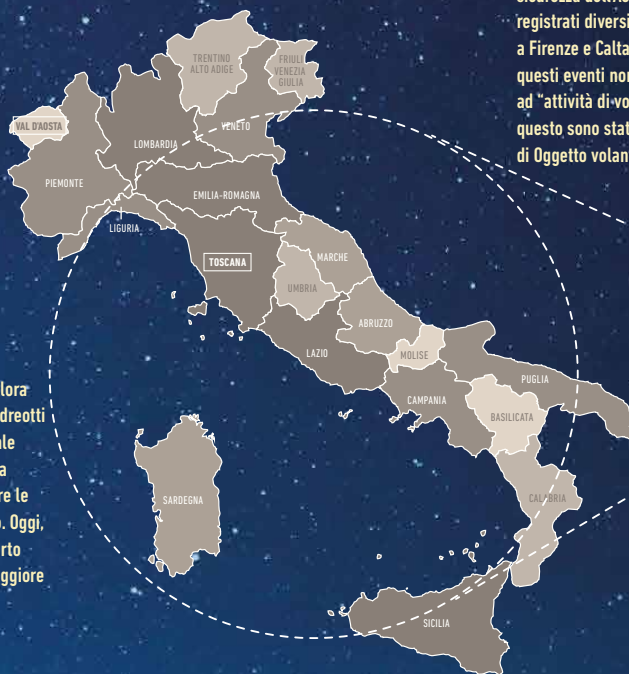 sicurezza dell'A
registrati diversi
a Firenze e Calta
questi eventi non
ad "attività di vo
questo sono stat
di Oggetto volan
TRENTINO
ALTO ADIGE
FRIULI
VENEZIA
GIULIA
VAL D'AOSTA
LOMBARDIA
VENETO
PIEMONTE
EMILIA-ROMAGNA
LIGURIA
TOSCANA
MARCHE
UMBRIA
ABRUZZO
LAZIO
MOLISE
PUGLIA
CAMPANIA
BASILICATA
SARDEGNA
CALABRIA
SICILIA
lora
dreotti
ale
a
re le
o. Oggi,
rto
ggiore